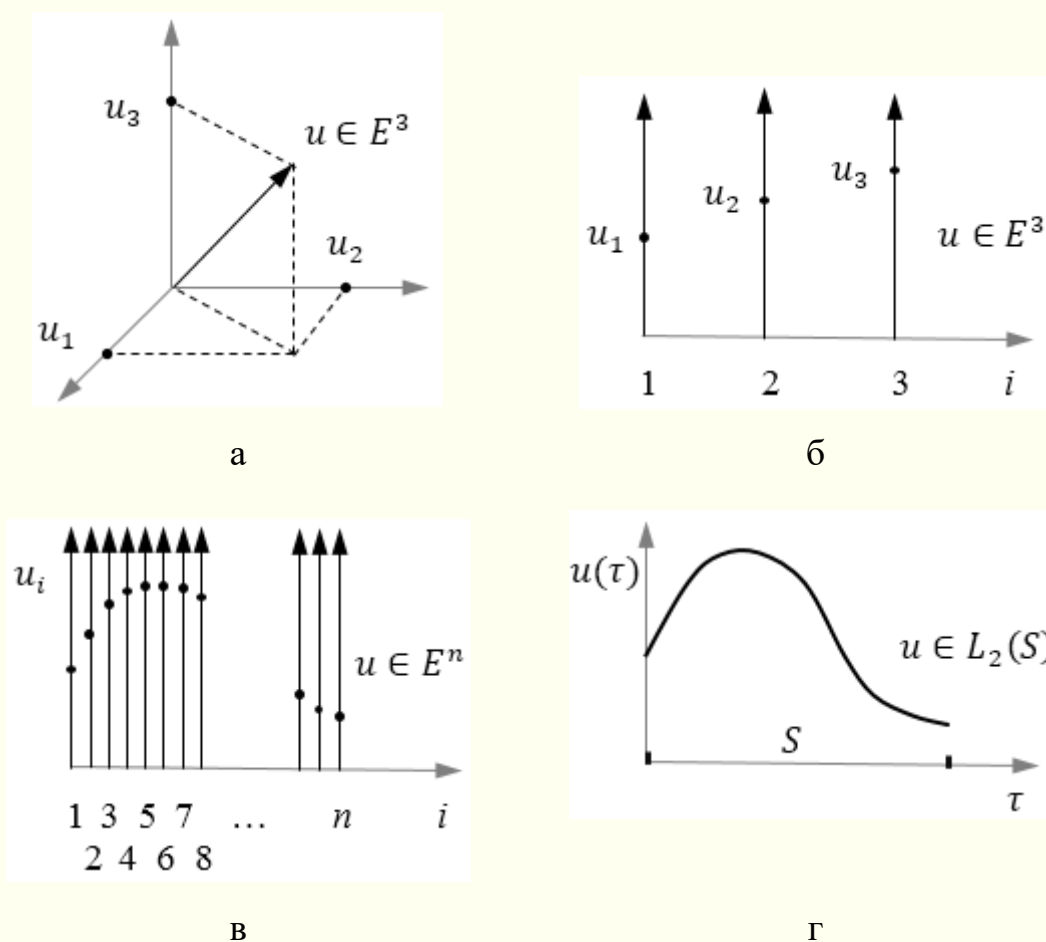 u₃
u ∈ E³
u₂
u₁
а
u₁
u₂
u₃
u ∈ E³
1 2 3 i
б
uᵢ
u ∈ Eⁿ
1 3 5 7 … n i
2 4 6 8
в
u(τ)
u ∈ L₂(S)
S
τ
г